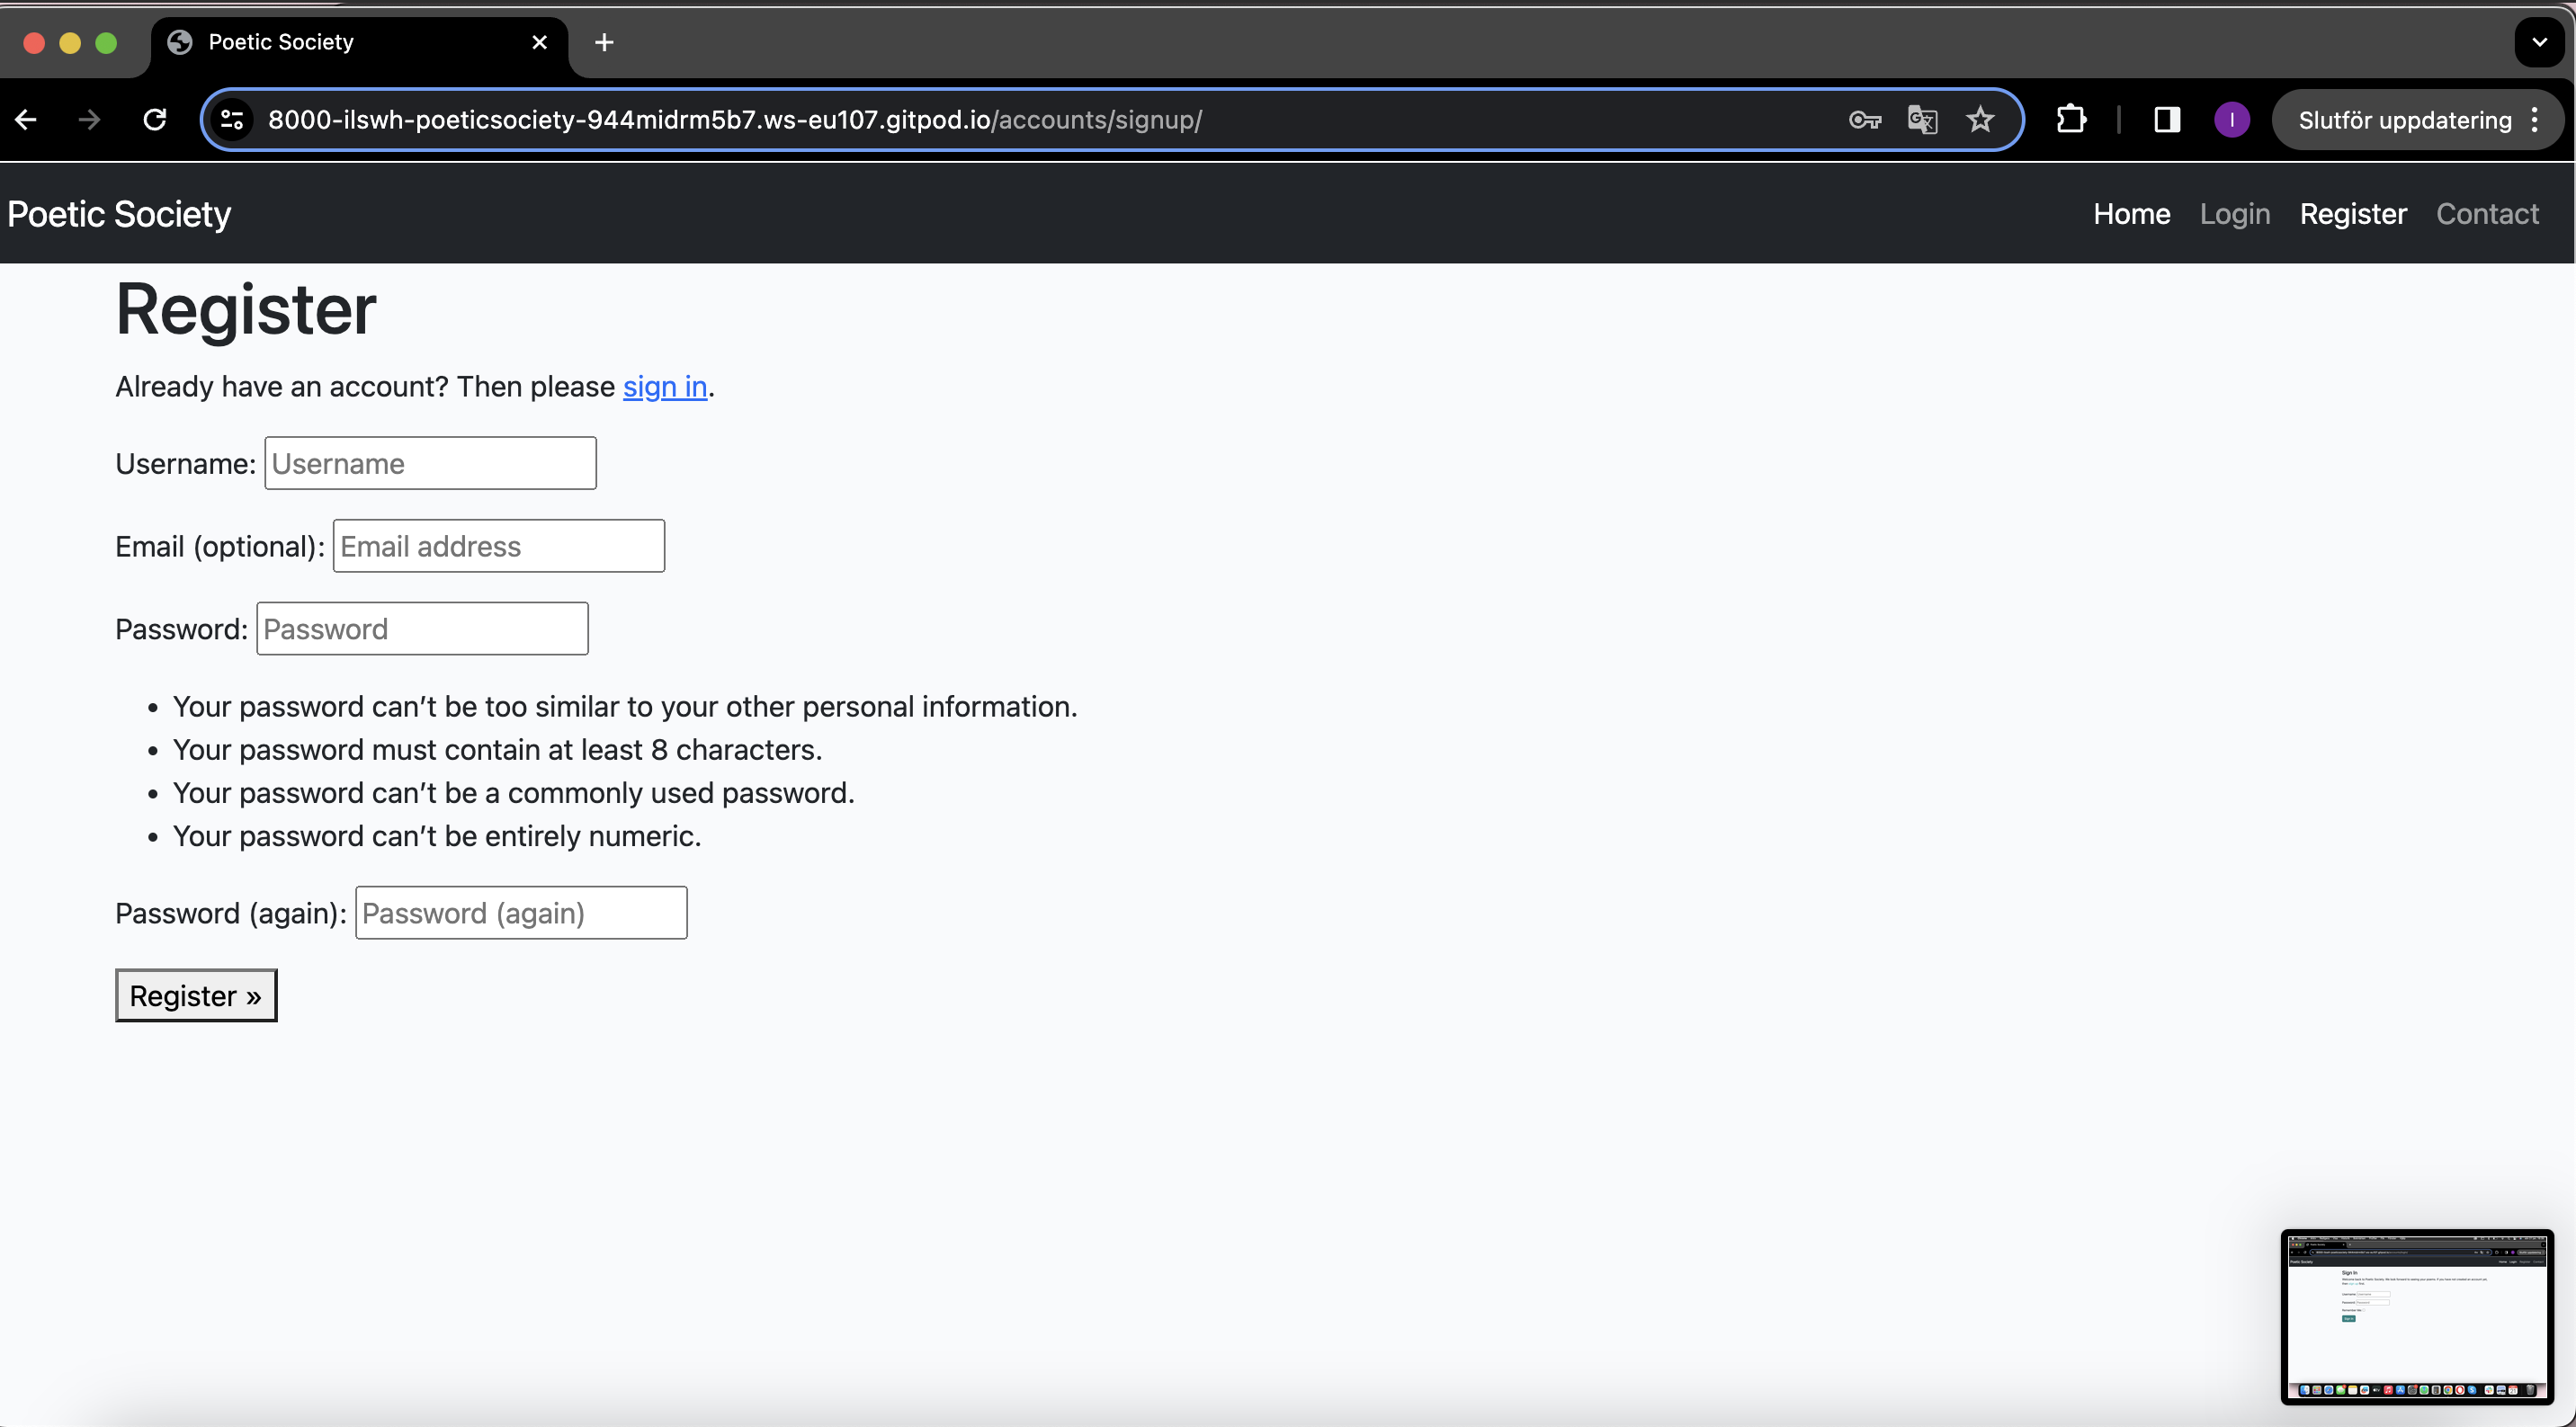 Poetic Society
8000-ilswh-poeticsociety-944midrm5b7.ws-eu107.gitpod.io/accounts/signup/
I
Slutför uppdatering
Poetic Society
Home Login Register Contact
Register
Already have an account? Then please sign in.
Username: Username
Email (optional): Email address
Password: Password
• Your password can’t be too similar to your other personal information.
• Your password must contain at least 8 characters.
• Your password can’t be a commonly used password.
• Your password can’t be entirely numeric.
Password (again): Password (again)
Register »
Sign In